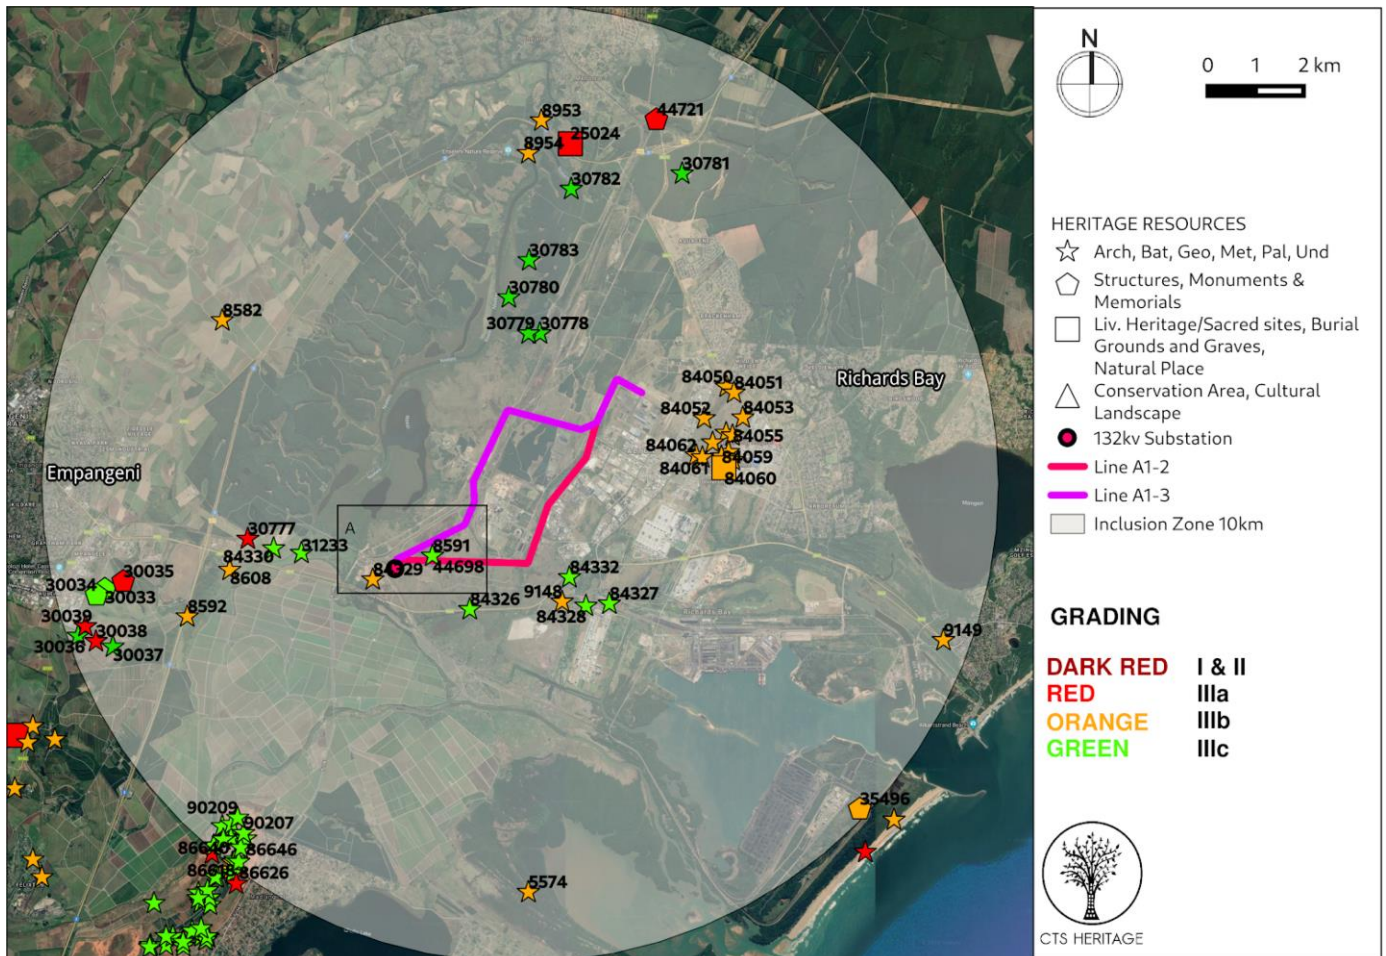 8953
44721
25024
8954
30781
30782
30783
30780
30779
30778
8582
84050
84051
Richards Bay
84052
84053
84062
84055
84059
84061
84060
Empangeni
A
30777
31233
84330
8608
8591
44698
84329
30034
30035
30033
8592
30039
30038
30036
30037
84332
84326
9148
84327
84328
Richards Bay
9149
35496
90209
90207
86640
86646
86618
86626
5574
N
0 1 2 km
HERITAGE RESOURCES
Arch, Bat, Geo, Met, Pal, Und
Structures, Monuments &
Memorials
Liv. Heritage/Sacred sites, Burial
Grounds and Graves,
Natural Place
Conservation Area, Cultural
Landscape
132kv Substation
Line A1-2
Line A1-3
Inclusion Zone 10km
GRADING
DARK RED I & II
RED IIIa
ORANGE IIIb
GREEN IIIc
CTS HERITAGE